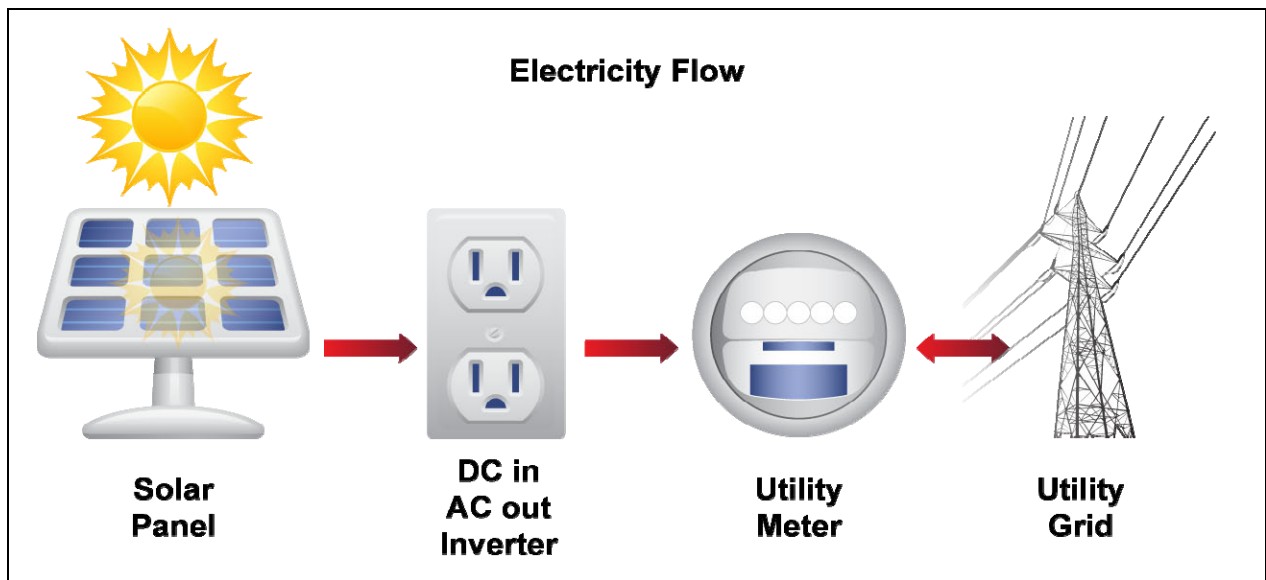 Electricity Flow
Solar
Panel
DC in
AC out
Inverter
Utility
Meter
Utility
Grid